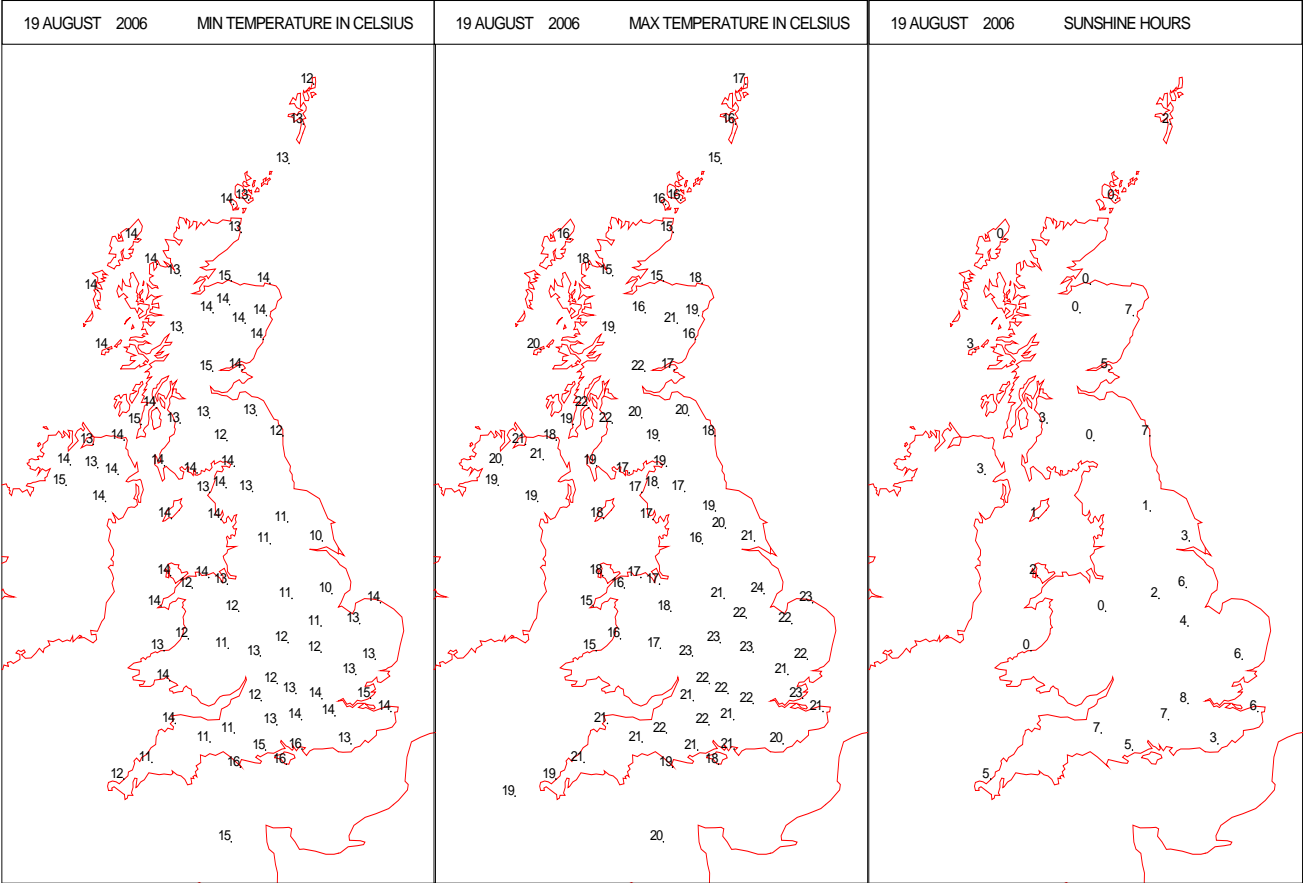 19 AUGUST 2006 MIN TEMPERATURE IN CELSIUS
12
13
13
14 13
13
14
14 13
15 14
14
14 14 14
14
13 14
14
15 14
14
15 13 13 13
13 14 12 12
14 13 14 14 14 14
15 14 13 14 13
14 14 11
11 10
14 12 14 13
14 12 11 10 14
11 13
13 12 11 13 12 12
13 13
14 12 13 14 15
12 14
14 11 11 13 14 14
15 16 13
11 16 16
12
15
19 AUGUST 2006 MAX TEMPERATURE IN CELSIUS
17
16
15
16 16
15
16
18 15
15 18
16 21 19
19 16
20
22 17
22
19 22 20 20
21 18 19 18
20 21 19 17 19
19 19 17 18 17
18 17 19
20
16 21
18 16 17 17
15 18 21 24 23
22 22
15 16 17 23 23 23 22
21
21 22 22 22 23
21
21 21 22 22 21
21 21 20
21 19 18
19
19
20
19 AUGUST 2006 SUNSHINE HOURS
2
0
0
0
0 7
3
5
3 0 7
3
1 1
3
2
0 2 6
4
0 6
8
7 7 6
5 3
5